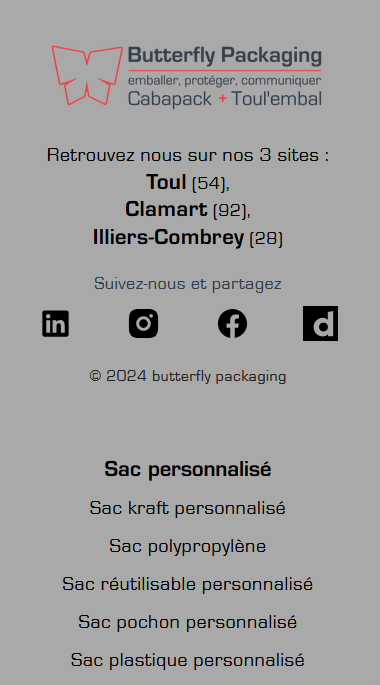 Butterfly Packaging
emballer, protéger, communiquer
Cabapack + Toul'embal
Retrouvez nous sur nos 3 sites :
Toul (54),
Clamart (92),
Illiers-Combrey (28)
Suivez-nous et partagez
© 2024 butterfly packaging
Sac personnalisé
Sac kraft personnalisé
Sac polypropylène
Sac réutilisable personnalisé
Sac pochon personnalisé
Sac plastique personnalisé